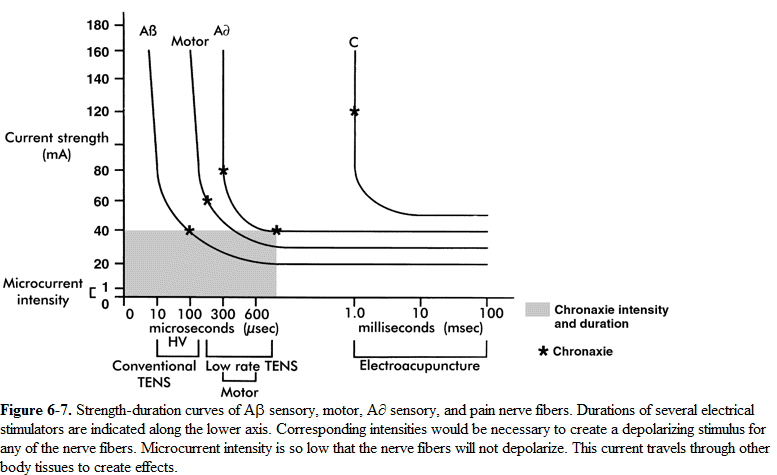 180
160
140
120
Current strength
(mA)
80
60
40
20
Microcurrent
intensity
1
0
Aß
Motor
A∂
C
0 10 100 300 600 1.0 10 100
microseconds (µsec) milliseconds (msec)
HV
Conventional
TENS
Low rate TENS
Motor
Electroacupuncture
Chronaxie intensity
and duration
* Chronaxie
Figure 6-7. Strength-duration curves of Aβ sensory, motor, A∂ sensory, and pain nerve fibers. Durations of several electrical
stimulators are indicated along the lower axis. Corresponding intensities would be necessary to create a depolarizing stimulus for
any of the nerve fibers. Microcurrent intensity is so low that the nerve fibers will not depolarize. This current travels through other
body tissues to create effects.